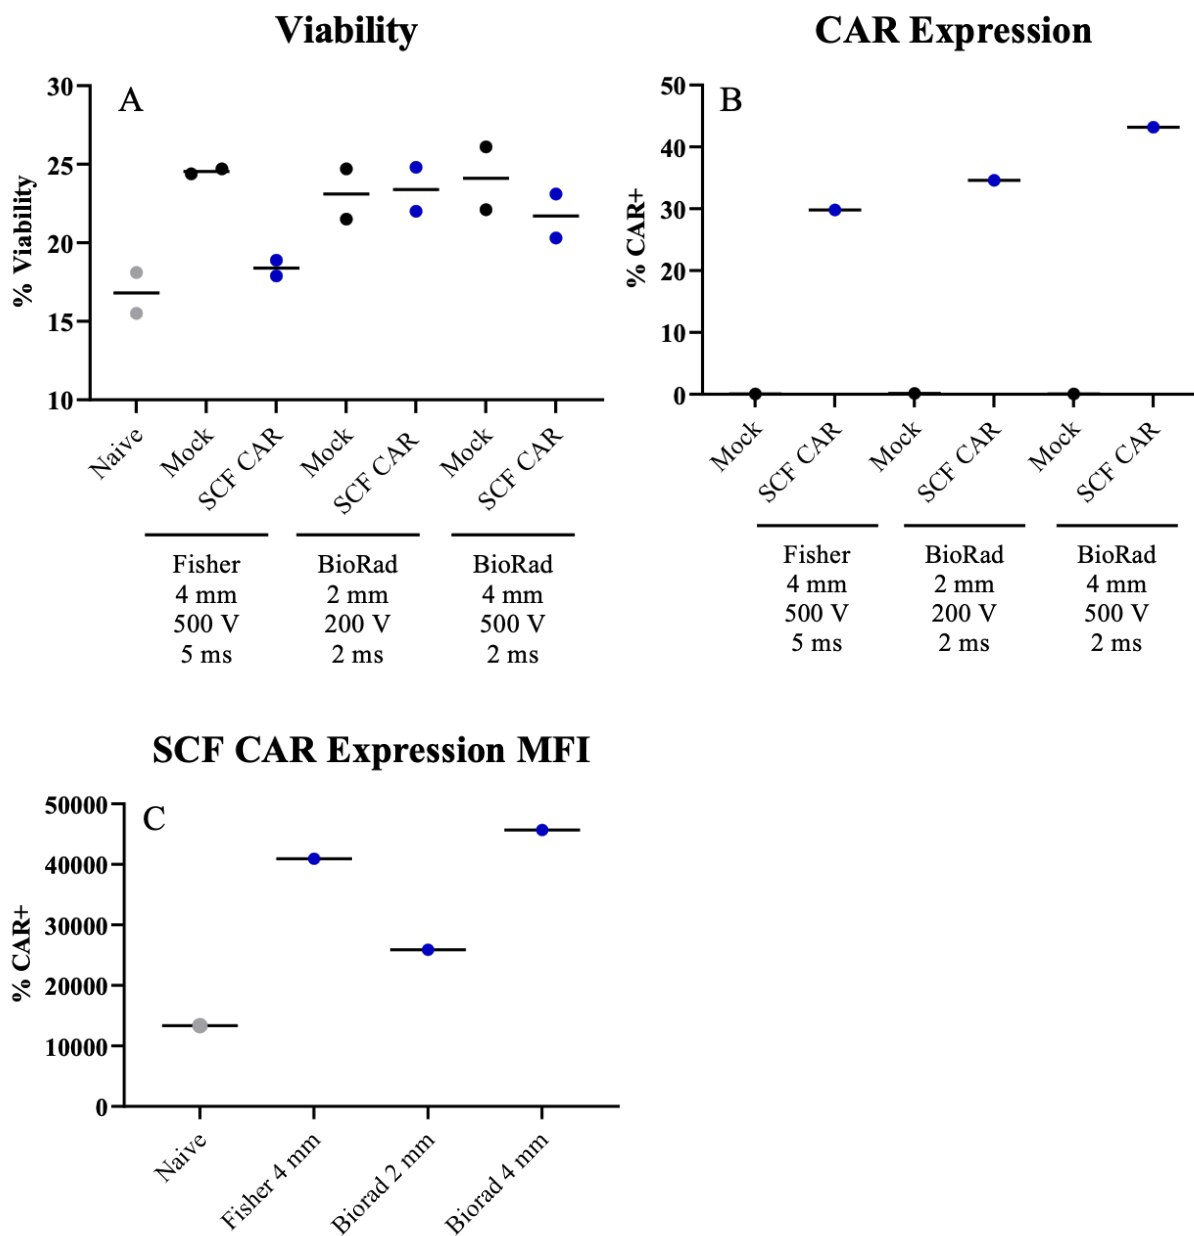 Viability
A
% Viability
30
25
20
15
10
Naive
Mock
SCF CAR
Mock
SCF CAR
Mock
SCF CAR
Fisher
4 mm
500 V
5 ms
BioRad
2 mm
200 V
2 ms
BioRad
4 mm
500 V
2 ms
CAR Expression
B
% CAR+
50
40
30
20
10
0
Mock
SCF CAR
Mock
SCF CAR
Mock
SCF CAR
Fisher
4 mm
500 V
5 ms
BioRad
2 mm
200 V
2 ms
BioRad
4 mm
500 V
2 ms
SCF CAR Expression MFI
C
% CAR+
50000
40000
30000
20000
10000
0
Naive
Fisher 4 mm
Biorad 2 mm
Biorad 4 mm